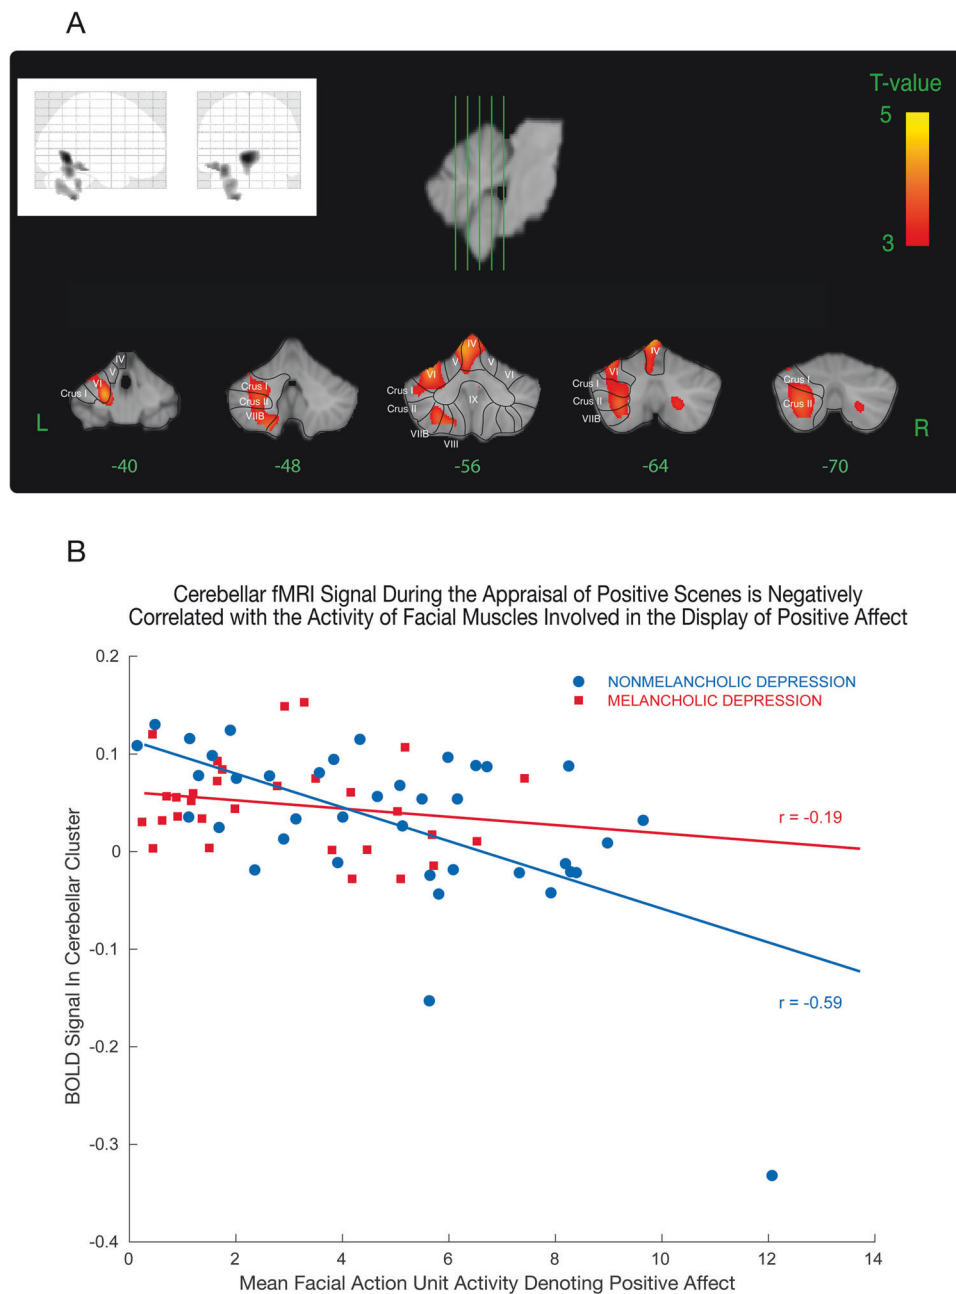 A
T-value
5
3
IV
V
VI
Crus I
Crus I
Crus II
VIIB
IV
V
V
VI
VI
Crus I
Crus II
IX
VIIB
VIII
IV
VI
Crus I
Crus II
VIIB
Crus I
Crus II
L
R
-40
-48
-56
-64
-70
B
Cerebellar fMRI Signal During the Appraisal of Positive Scenes is Negatively
Correlated with the Activity of Facial Muscles Involved in the Display of Positive Affect
NONMELANCHOLIC DEPRESSION
MELANCHOLIC DEPRESSION
0.2
0.1
0
-0.1
-0.2
-0.3
-0.4
BOLD Signal In Cerebellar Cluster
r = -0.19
r = -0.59
0 2 4 6 8 10 12 14
Mean Facial Action Unit Activity Denoting Positive Affect